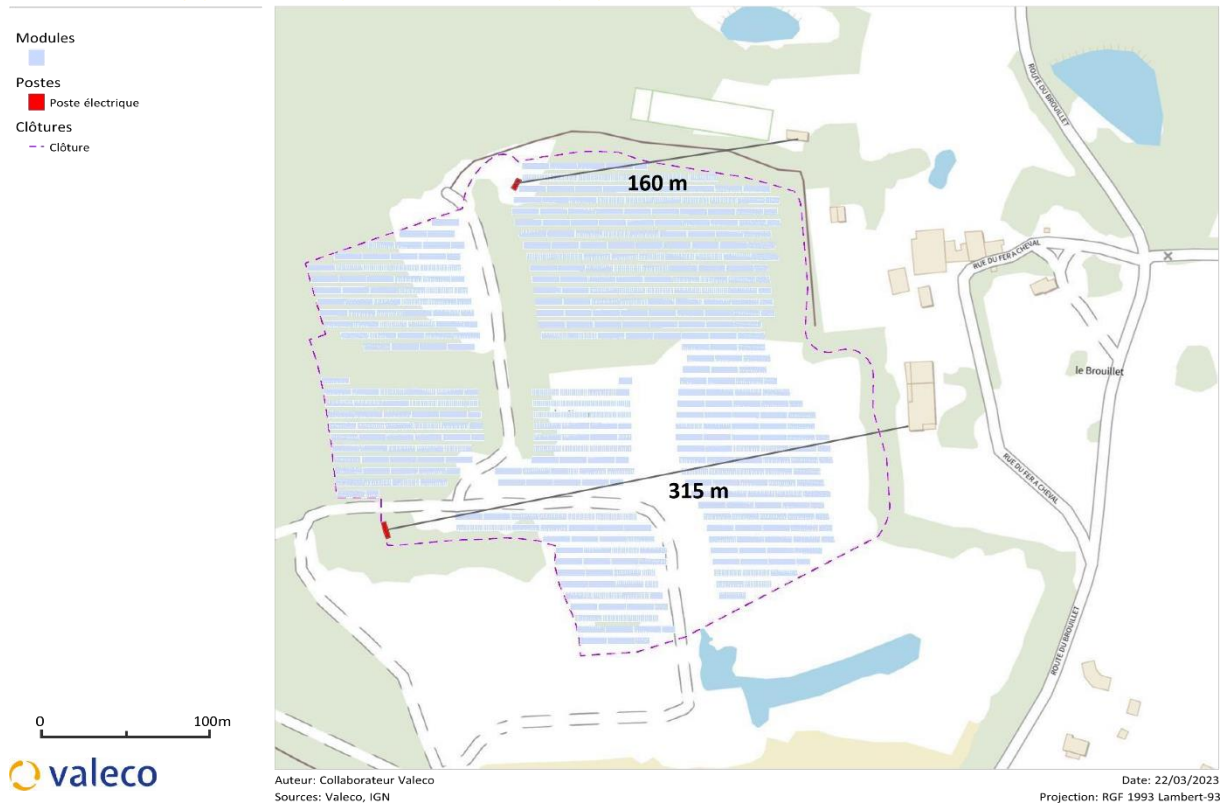 Modules
Postes
Poste électrique
Clôtures
Clôture
0 100m
valeco
160 m
315 m
ROUTE DU BROUILLET
RUE DU FER A CHEVAL
le Brouillet
RUE DU FER A CHEVAL
ROUTE DU BROUILLET
Auteur: Collaborateur Valeco
Sources: Valeco, IGN
Date: 22/03/2023
Projection: RGF 1993 Lambert-93